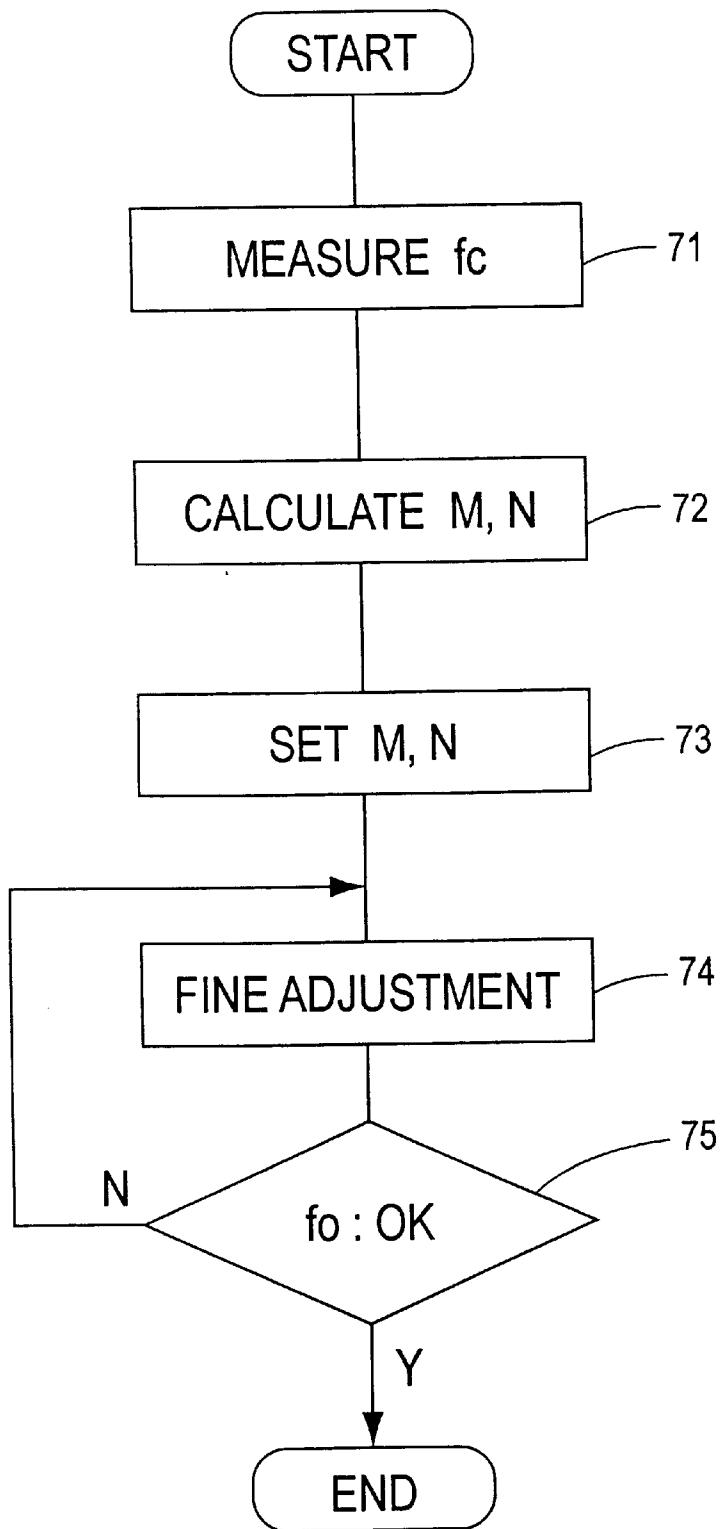 START
MEASURE fc
71
CALCULATE M, N
72
SET M, N
73
FINE ADJUSTMENT
74
75
N
fo : OK
Y
END